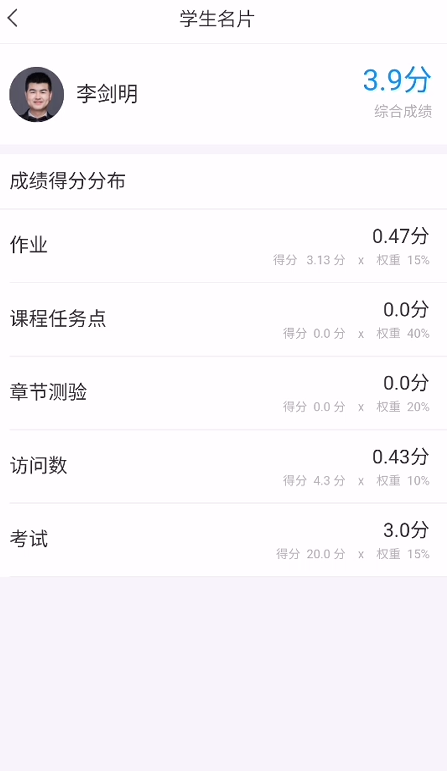 学生名片
李剑明
3.9分
综合成绩
成绩得分分布
作业
0.47分
得分 3.13 分 x 权重 15%
课程任务点
0.0分
得分 0.0 分 x 权重 40%
章节测验
0.0分
得分 0.0 分 x 权重 20%
访问数
0.43分
得分 4.3 分 x 权重 10%
考试
3.0分
得分 20.0 分 x 权重 15%